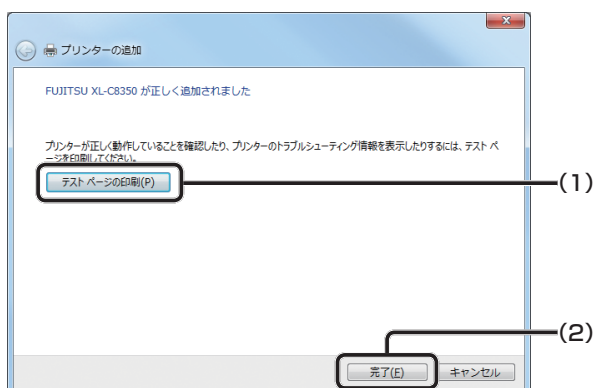 プリンターの追加
FUJITSU XL-C8350 が正しく追加されました
プリンターが正しく動作していることを確認したり、プリンターのトラブルシューティング情報を表示したりするには、テスト ペ
ージを印刷してください。
テスト ページの印刷(P)
(1)
(2)
完了(F)
キャンセル